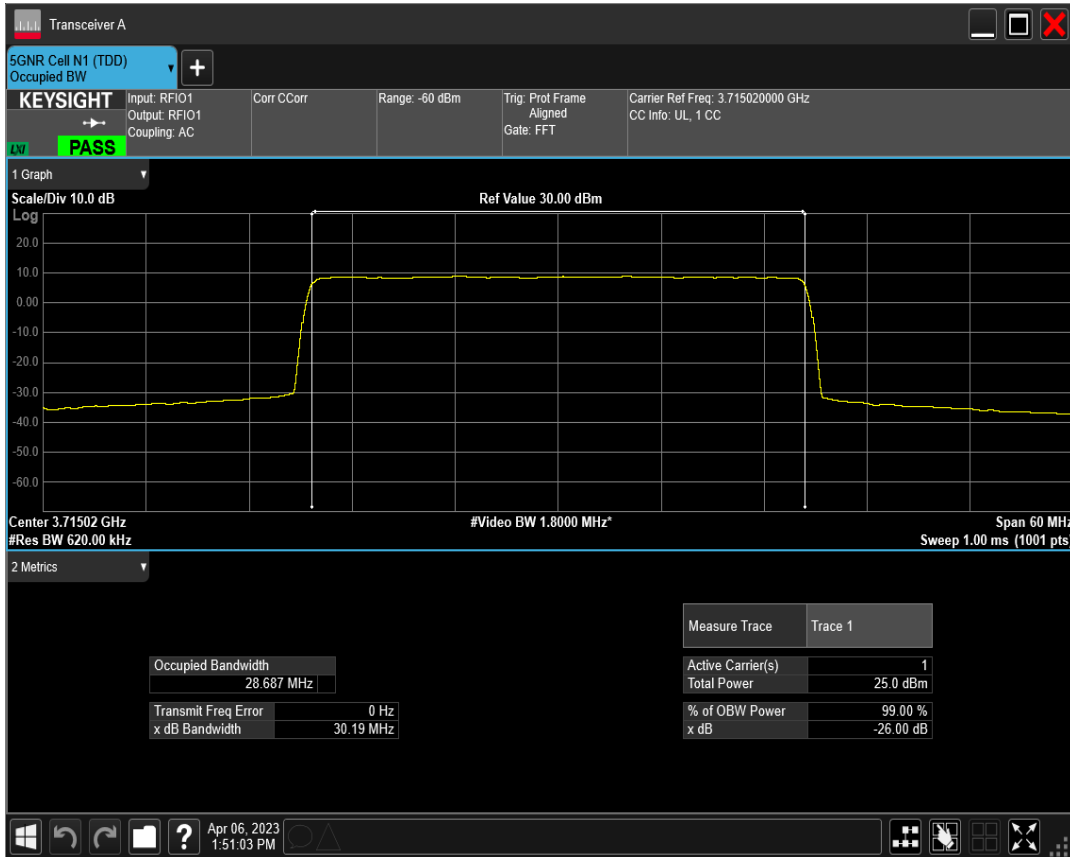 Transceiver A
5GNR Cell N1 (TDD)
Occupied BW
+
KEYSIGHT
LXI
PASS
Input: RFIO1
Output: RFIO1
Coupling: AC
Corr CCorr
Range: -60 dBm
Trig: Prot Frame
Aligned
Gate: FFT
Carrier Ref Freq: 3.715020000 GHz
CC Info: UL, 1 CC
1 Graph
Scale/Div 10.0 dB
Ref Value 30.00 dBm
Log
20.0
10.0
0.00
-10.0
-20.0
-30.0
-40.0
-50.0
-60.0
Center 3.71502 GHz
#Video BW 1.8000 MHz*
Span 60 MHz
#Res BW 620.00 kHz
Sweep 1.00 ms (1001 pts)
2 Metrics
Measure Trace Trace 1
Occupied Bandwidth
28.687 MHz
Active Carrier(s) 1
Total Power 25.0 dBm
Transmit Freq Error 0 Hz
x dB Bandwidth 30.19 MHz
% of OBW Power 99.00 %
x dB -26.00 dB
?
Apr 06, 2023
1:51:03 PM